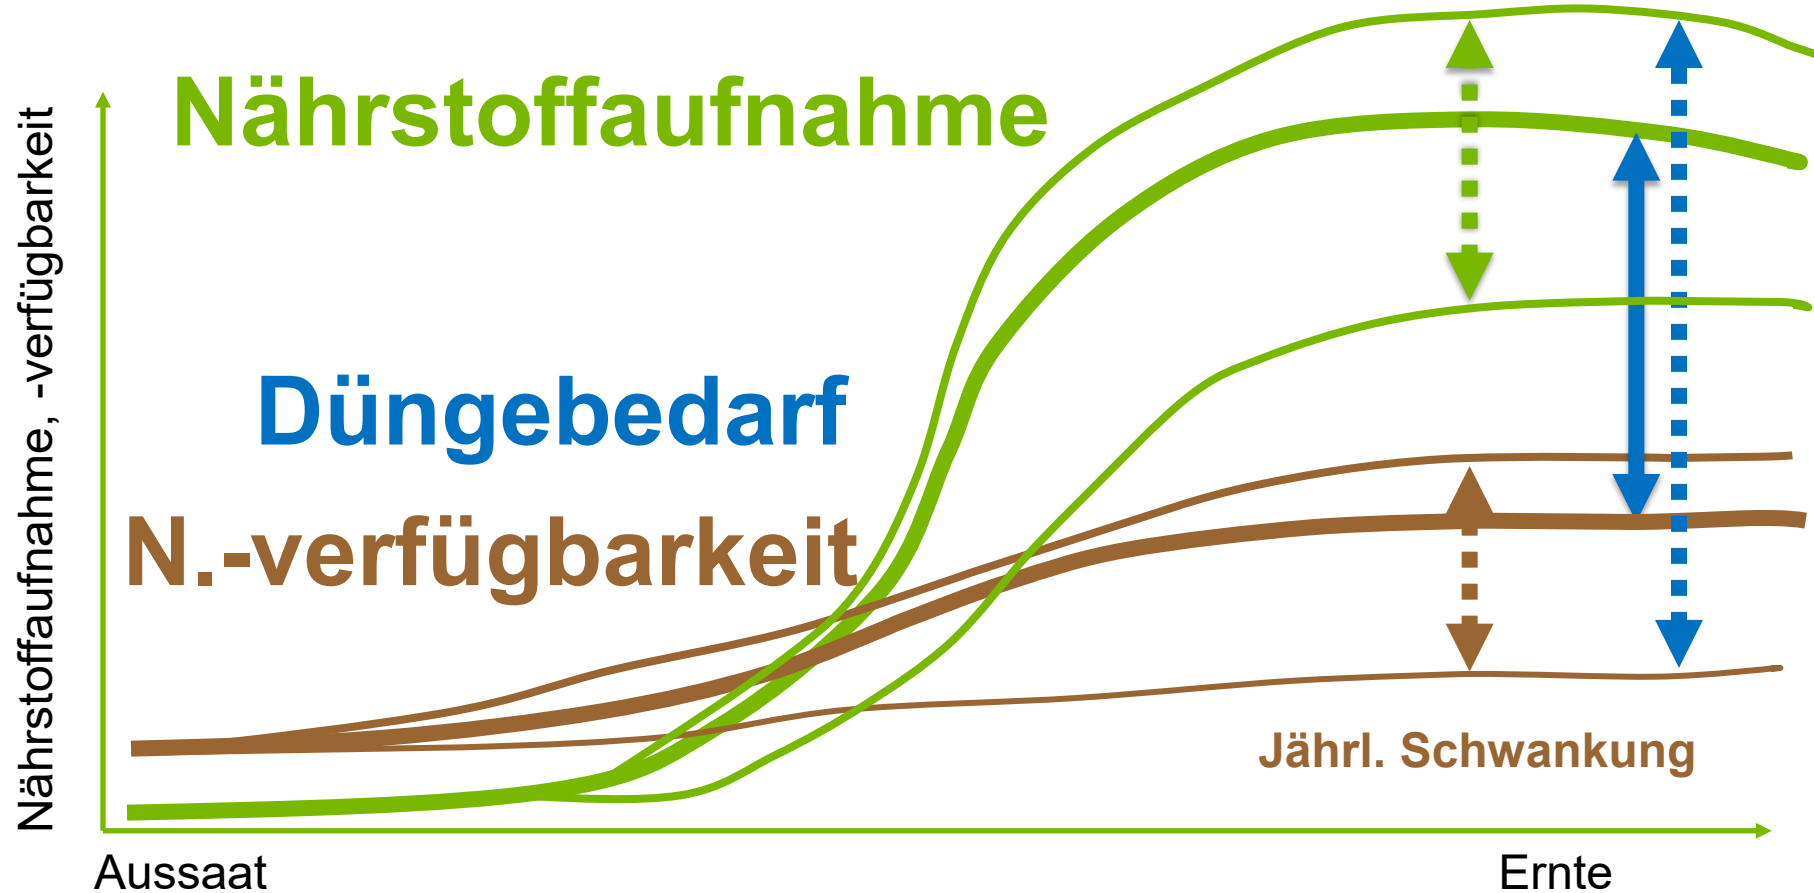 Nährstoffaufnahme, -verfügbarkeit
Nährstoffaufnahme
Düngebedarf
N.-verfügbarkeit
Jährl. Schwankung
Aussaat
Ernte